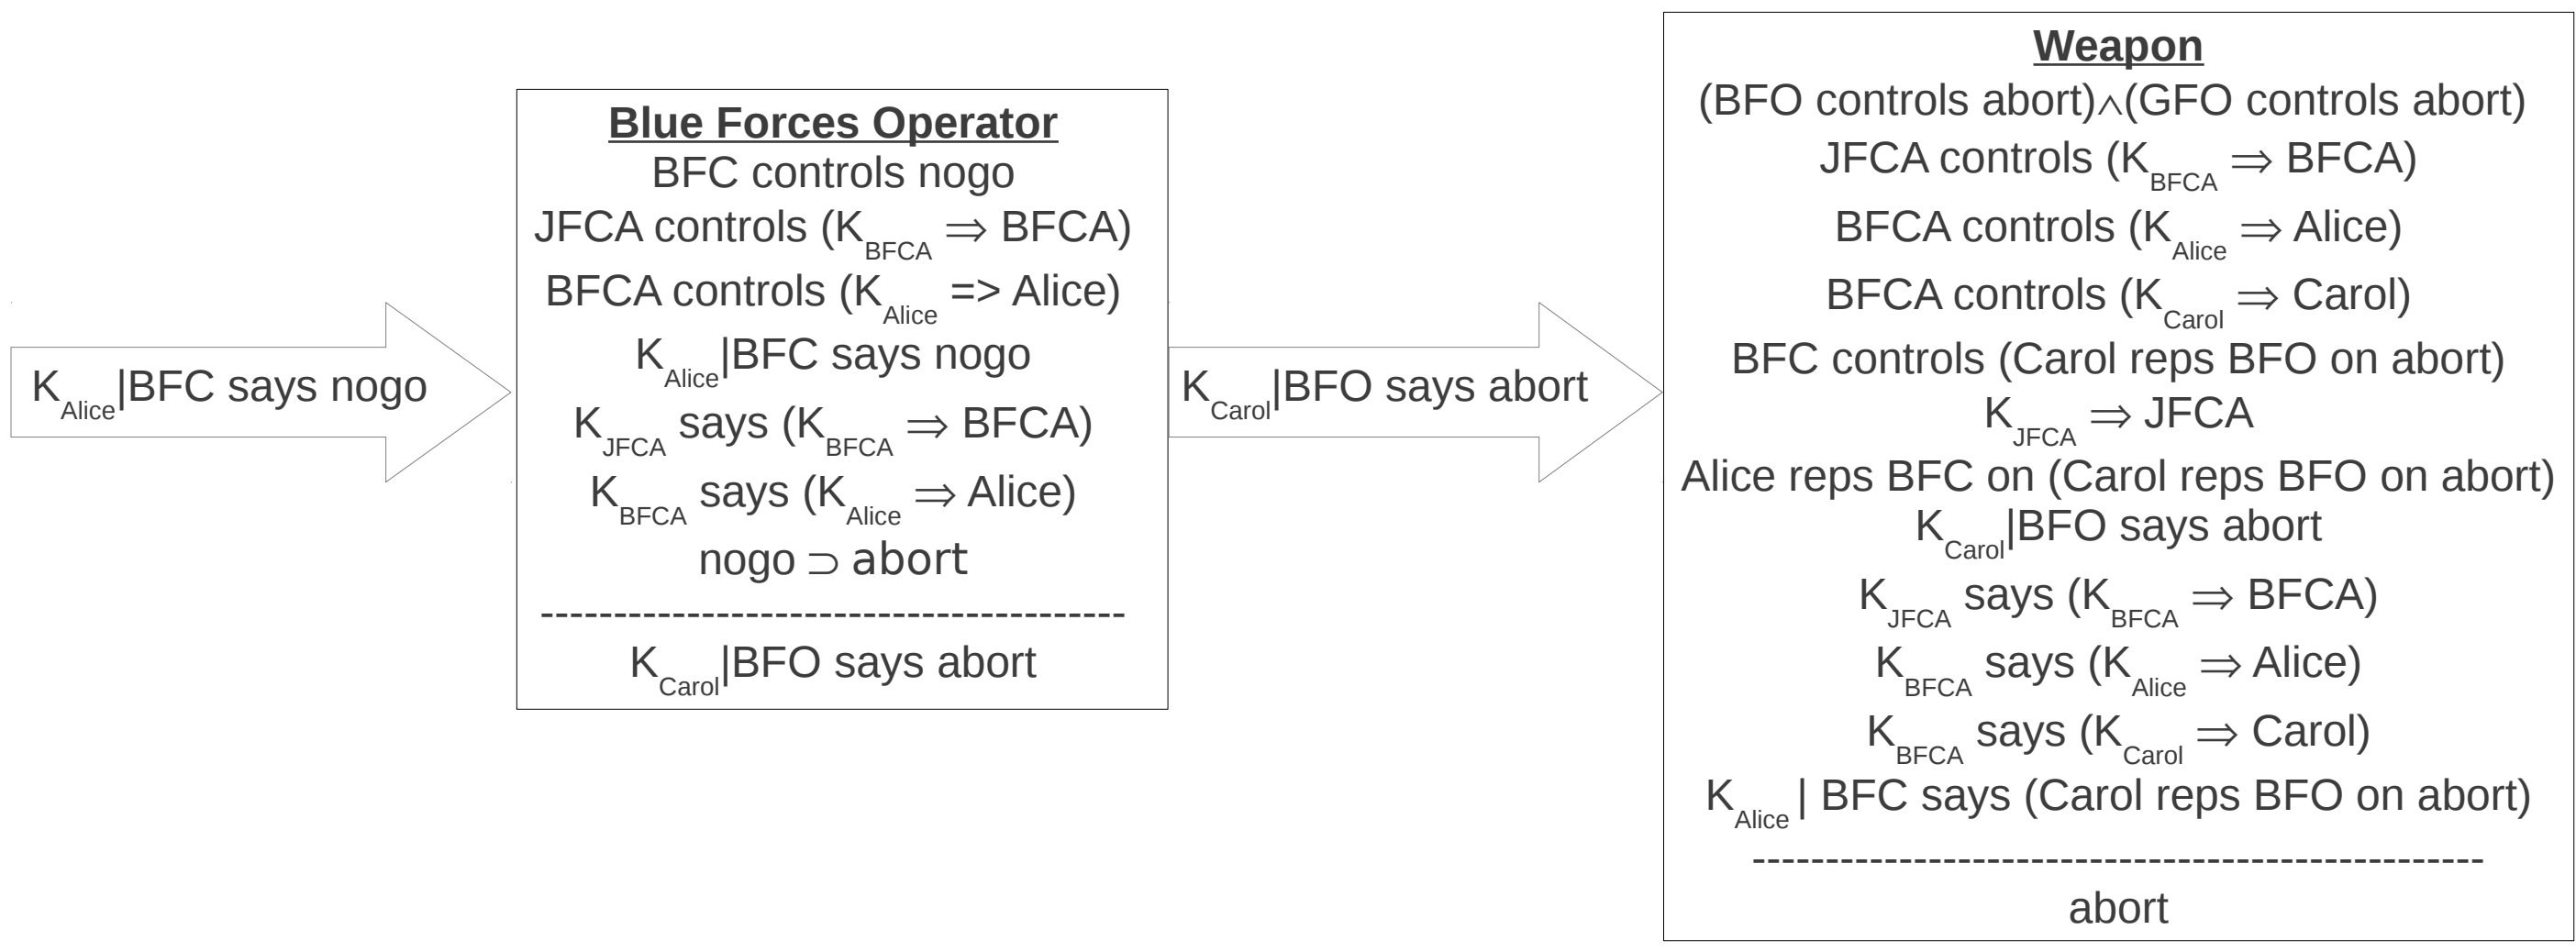 K_Alice|BFC says nogo
Blue Forces Operator
BFC controls nogo
JFCA controls (K_BFCA ⇒ BFCA)
BFCA controls (K_Alice => Alice)
K_Alice|BFC says nogo
K_JFCA says (K_BFCA ⇒ BFCA)
K_BFCA says (K_Alice ⇒ Alice)
nogo ⊃ abort
----------------------------------------
K_Carol|BFO says abort
K_Carol|BFO says abort
Weapon
(BFO controls abort)∧(GFO controls abort)
JFCA controls (K_BFCA ⇒ BFCA)
BFCA controls (K_Alice ⇒ Alice)
BFCA controls (K_Carol ⇒ Carol)
BFC controls (Carol reps BFO on abort)
K_JFCA ⇒ JFCA
Alice reps BFC on (Carol reps BFO on abort)
K_Carol|BFO says abort
K_JFCA says (K_BFCA ⇒ BFCA)
K_BFCA says (K_Alice ⇒ Alice)
K_BFCA says (K_Carol ⇒ Carol)
K_Alice | BFC says (Carol reps BFO on abort)
--------------------------------------------------
abort